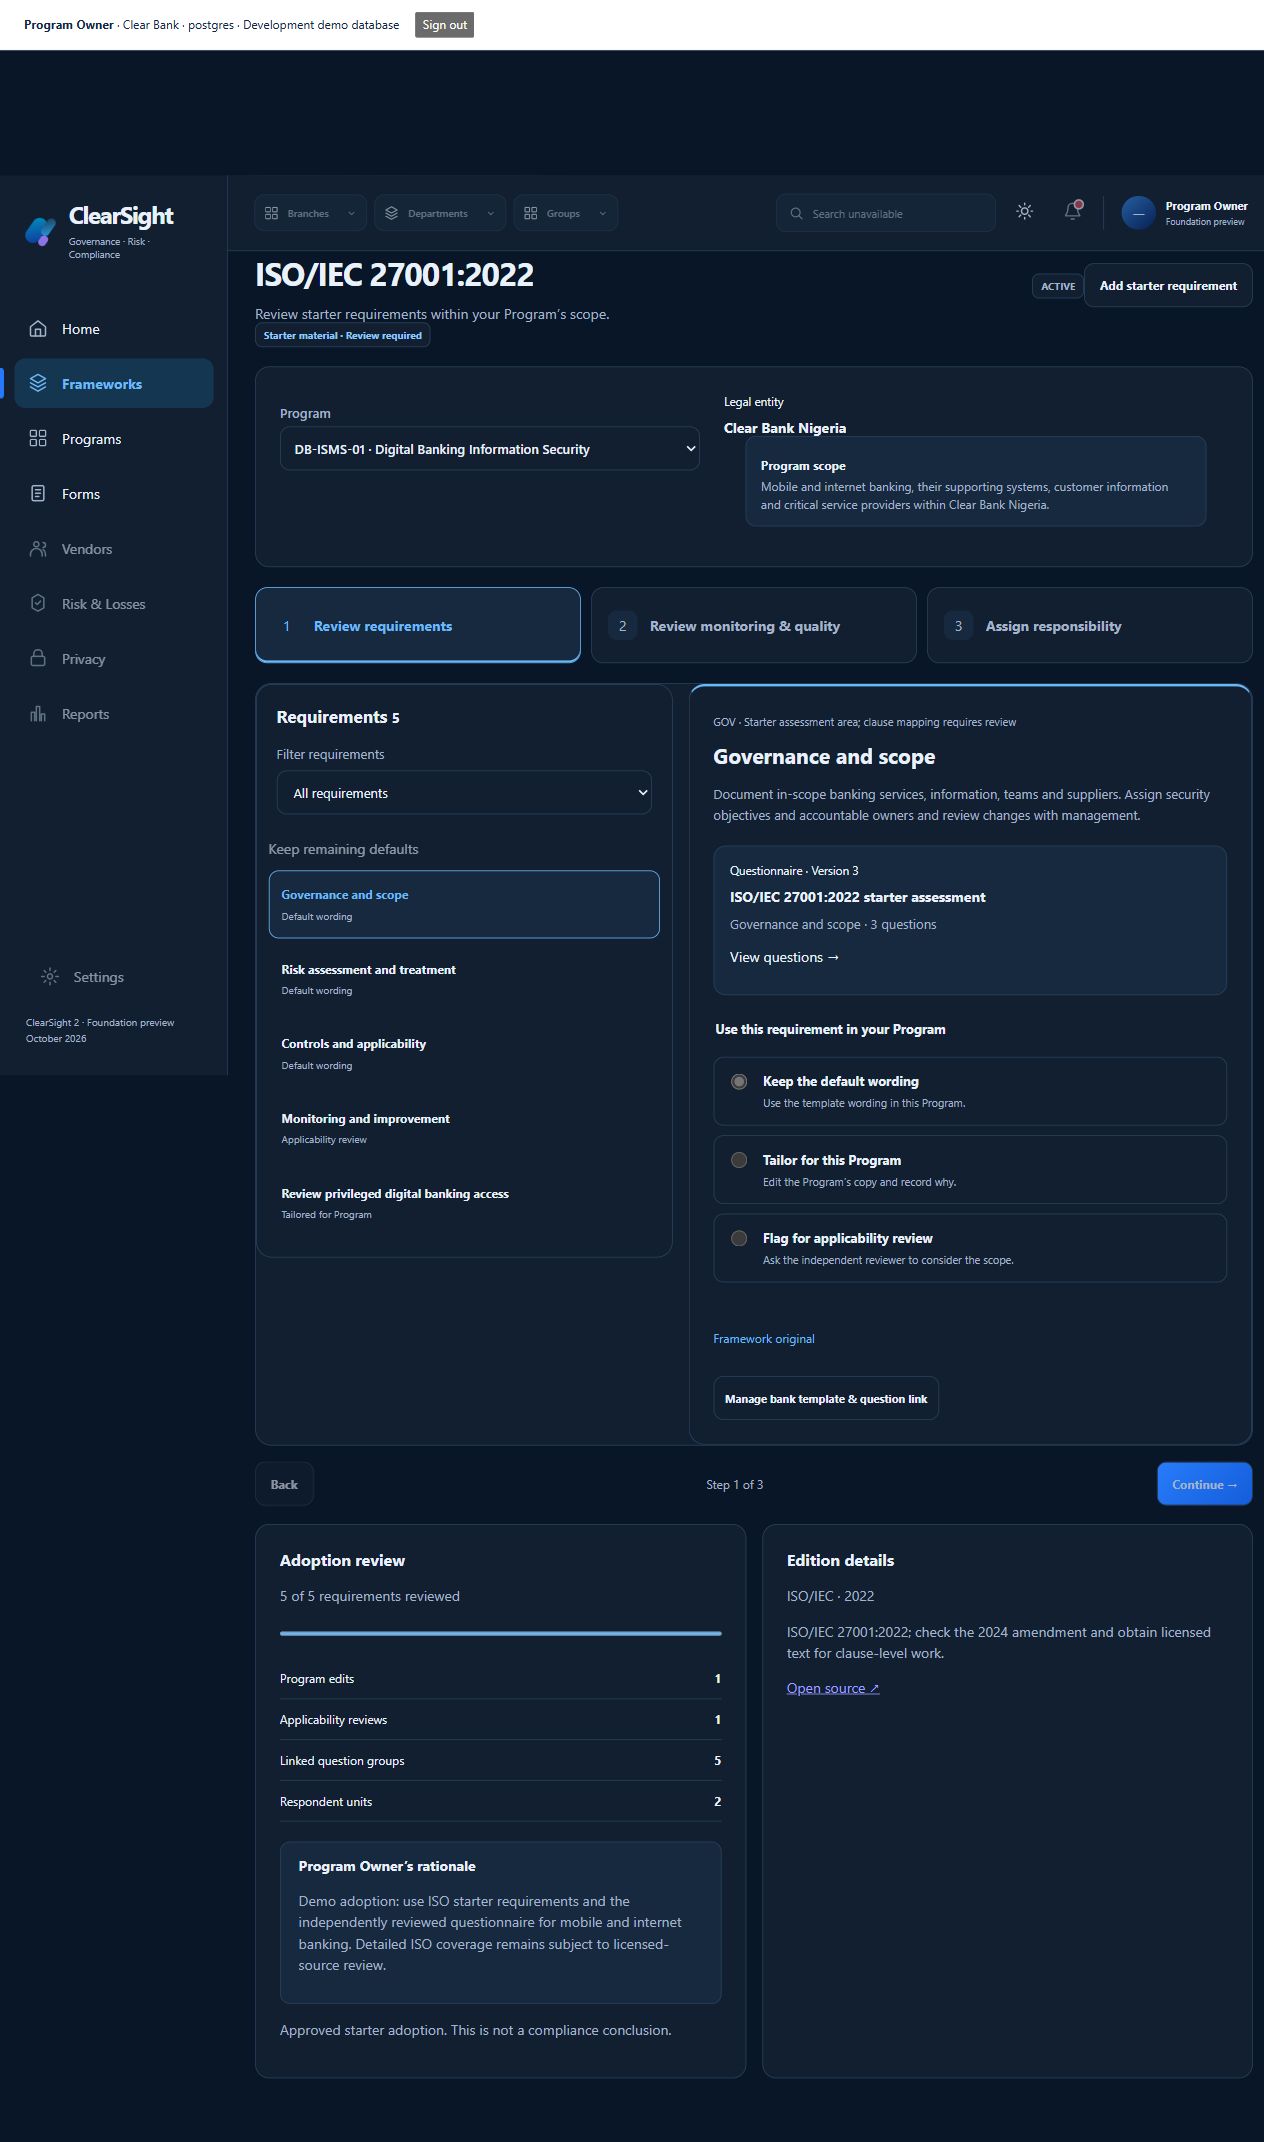 Program Owner · Clear Bank · postgres · Development demo database
Sign out
ClearSight
Governance · Risk ·
Compliance
Branches
Departments
Groups
Search unavailable
Program Owner
Foundation preview
Home
Frameworks
Programs
Forms
Vendors
Risk & Losses
Privacy
Reports
Settings
ClearSight 2 · Foundation preview
October 2026
ISO/IEC 27001:2022
Review starter requirements within your Program’s scope.
Starter material · Review required
ACTIVE
Add starter requirement
Program
DB-ISMS-01 · Digital Banking Information Security
Legal entity
Clear Bank Nigeria
Program scope
Mobile and internet banking, their supporting systems, customer information
and critical service providers within Clear Bank Nigeria.
1 Review requirements
2 Review monitoring & quality
3 Assign responsibility
Requirements 5
Filter requirements
All requirements
Keep remaining defaults
Governance and scope
Default wording
Risk assessment and treatment
Default wording
Controls and applicability
Default wording
Monitoring and improvement
Applicability review
Review privileged digital banking access
Tailored for Program
GOV · Starter assessment area; clause mapping requires review
Governance and scope
Document in-scope banking services, information, teams and suppliers. Assign security
objectives and accountable owners and review changes with management.
Questionnaire · Version 3
ISO/IEC 27001:2022 starter assessment
Governance and scope · 3 questions
View questions →
Use this requirement in your Program
Keep the default wording
Use the template wording in this Program.
Tailor for this Program
Edit the Program’s copy and record why.
Flag for applicability review
Ask the independent reviewer to consider the scope.
Framework original
Manage bank template & question link
Back
Step 1 of 3
Continue →
Adoption review
5 of 5 requirements reviewed
Program edits 1
Applicability reviews 1
Linked question groups 5
Respondent units 2
Program Owner’s rationale
Demo adoption: use ISO starter requirements and the
independently reviewed questionnaire for mobile and internet
banking. Detailed ISO coverage remains subject to licensed-
source review.
Approved starter adoption. This is not a compliance conclusion.
Edition details
ISO/IEC · 2022
ISO/IEC 27001:2022; check the 2024 amendment and obtain licensed
text for clause-level work.
Open source ↗